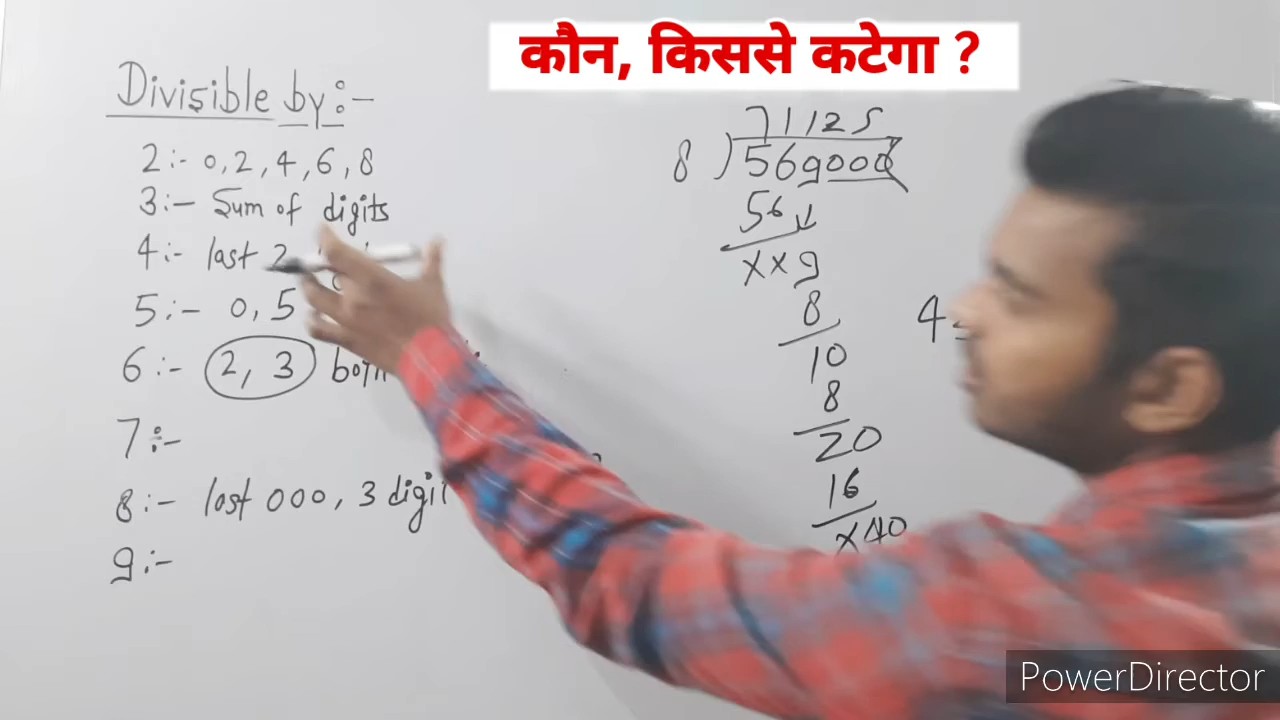 कौन, किससे कटेगा ?
Divisible by:-
2:- 0, 2, 4, 6, 8
3:- Sum of digits
4:- last 2
5:- 0, 5
6:- 2, 3 both
7:-
8:- last 000, 3 digit
9:-
71125
8 ) 569000
56
x x 9
8
10
8
20
16
x 40
4
PowerDirector